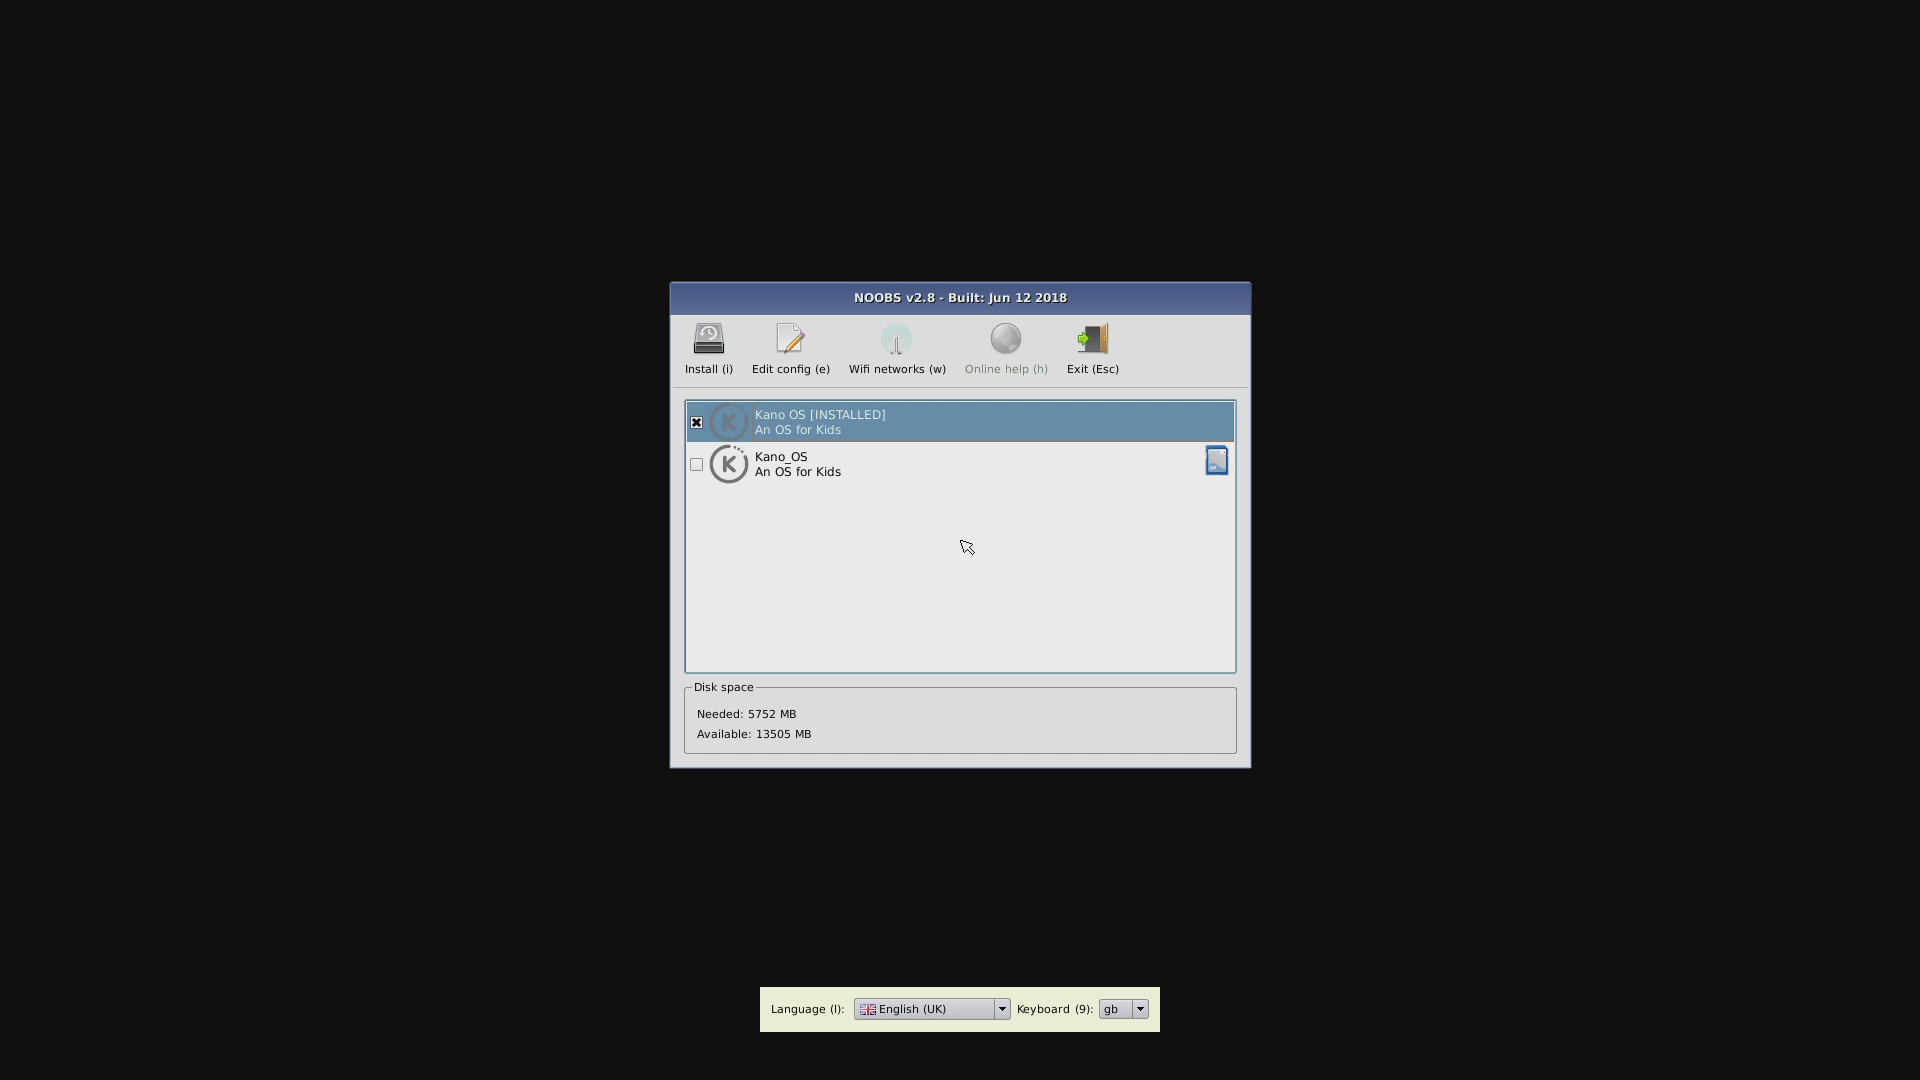 NOOBS v2.8 - Built: Jun 12 2018
Install (i) Edit config (e) Wifi networks (w) Online help (h) Exit (Esc)
Kano OS [INSTALLED]
An OS for Kids
Kano_OS
An OS for Kids
Disk space
Needed: 5752 MB
Available: 13505 MB
Language (l): English (UK) Keyboard (9): gb